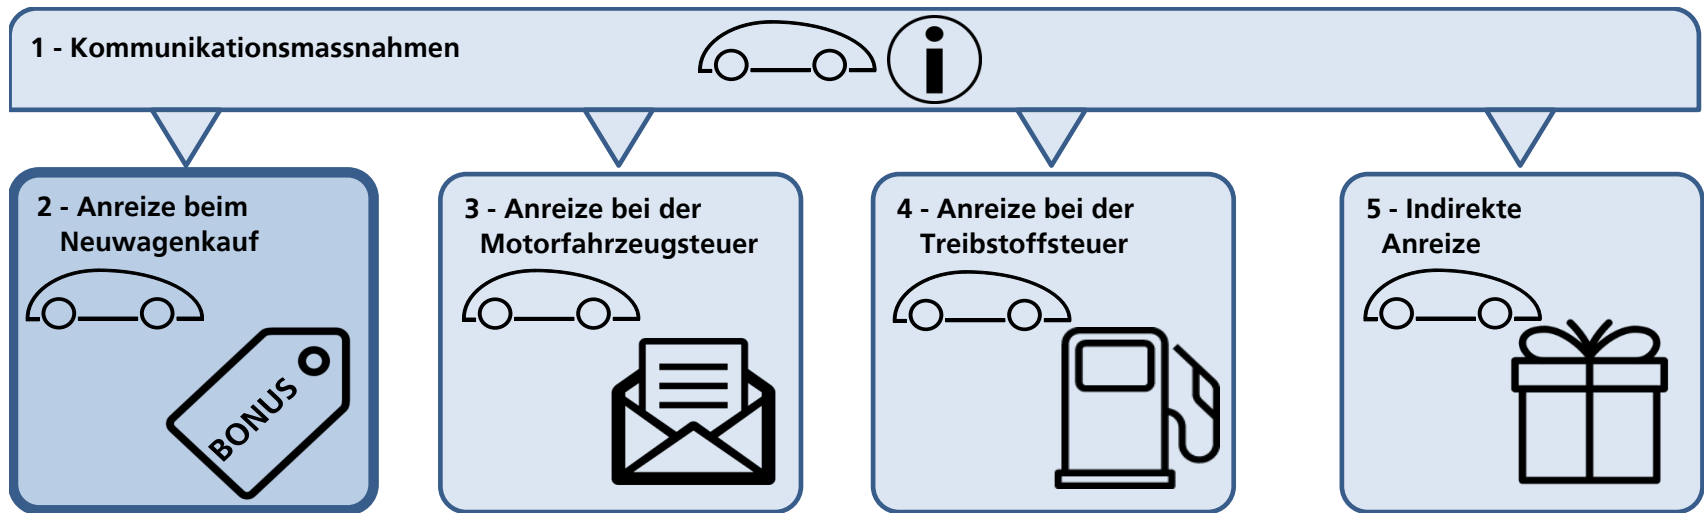 1 - Kommunikationsmassnahmen
2 - Anreize beim
Neuwagenkauf
BONUS
3 - Anreize bei der
Motorfahrzeugsteuer
4 - Anreize bei der
Treibstoffsteuer
5 - Indirekte
Anreize